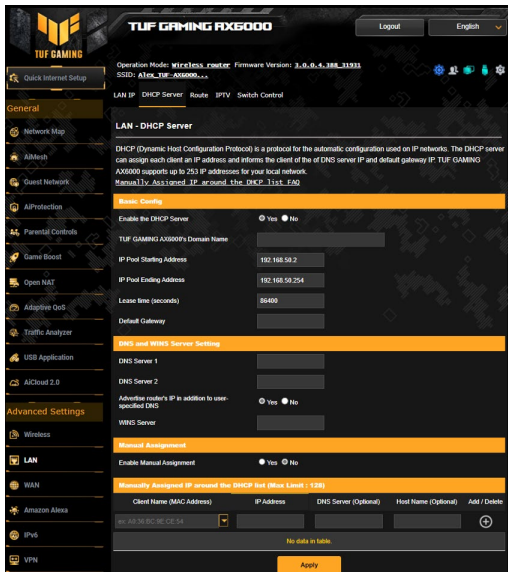 TUF GAMING
TUF GAMING AX6000
Logout
English
Operation Mode: Wireless router Firmware Version: 3.0.0.4.388_31931
SSID: Alex_TUF-AX6000...
Quick Internet Setup
LAN IP DHCP Server Route IPTV Switch Control
General
Network Map
AiMesh
Guest Network
AiProtection
Parental Controls
Game Boost
Open NAT
Adaptive QoS
Traffic Analyzer
USB Application
AiCloud 2.0
Advanced Settings
Wireless
LAN
WAN
Amazon Alexa
IPv6
VPN
LAN - DHCP Server
DHCP (Dynamic Host Configuration Protocol) is a protocol for the automatic configuration used on IP networks. The DHCP server
can assign each client an IP address and informs the client of the of DNS server IP and default gateway IP. TUF GAMING
AX6000 supports up to 253 IP addresses for your local network.
Manually Assigned IP around the DHCP list FAQ
Basic Config
Enable the DHCP Server Yes No
TUF GAMING AX6000's Domain Name
IP Pool Starting Address 192.168.50.2
IP Pool Ending Address 192.168.50.254
Lease time (seconds) 86400
Default Gateway
DNS and WINS Server Setting
DNS Server 1
DNS Server 2
Advertise router's IP in addition to user-
specified DNS Yes No
WINS Server
Manual Assignment
Enable Manual Assignment Yes No
Manually Assigned IP around the DHCP list (Max Limit : 128)
Client Name (MAC Address) IP Address DNS Server (Optional) Host Name (Optional) Add / Delete
No data in table.
Apply